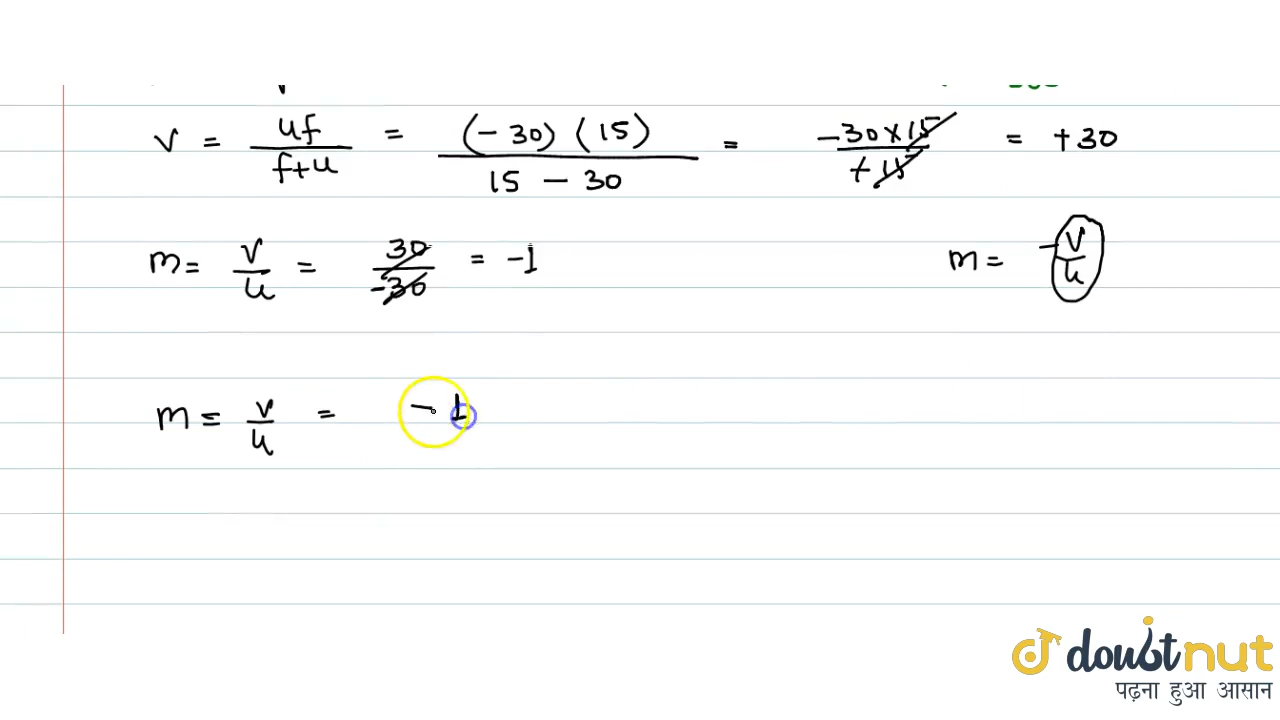 v = uf/(f+u) = (-30)(15)/(15 - 30) = -30×15/+15 = +30
m = v/u = 30/-30 = -1 m = -v/u
m = v/u = - 1
doubtnut
पढ़ना हुआ आसान